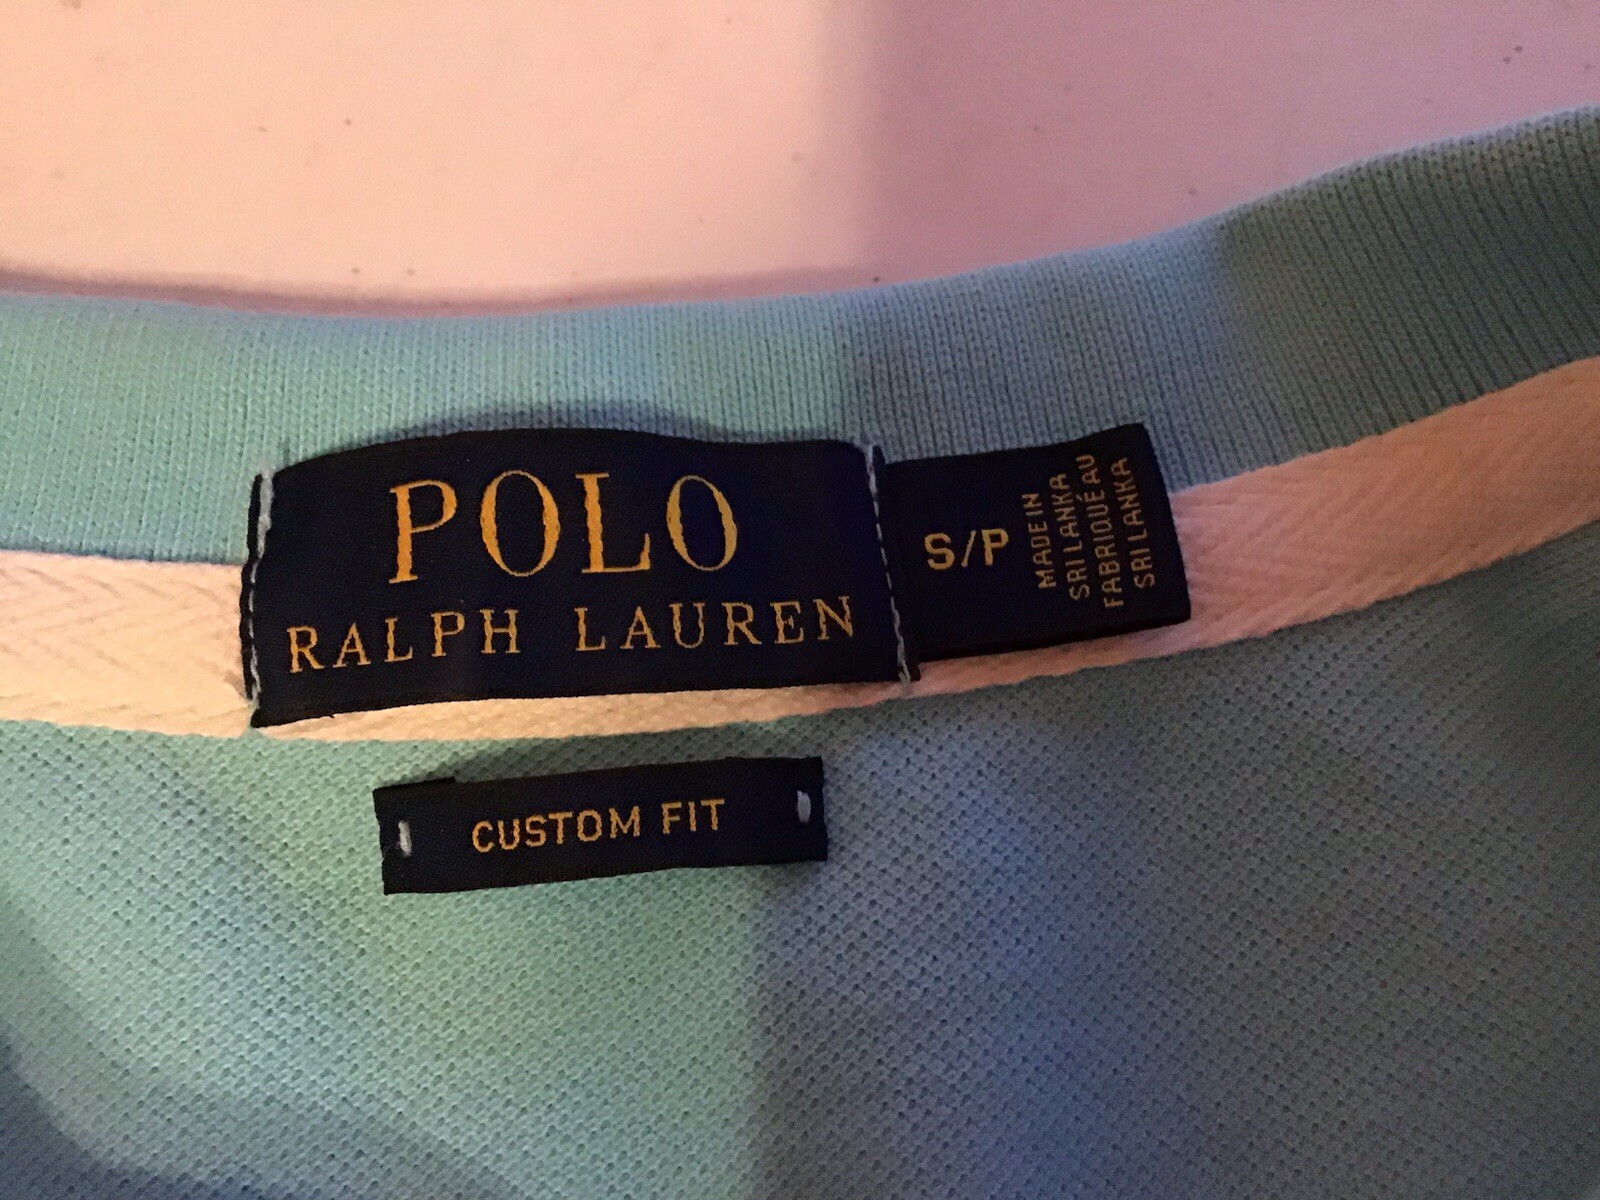 POLO
RALPH LAUREN
S/P
MADE IN
SRI LANKA
FABRIQUÉ AU
SRI LANKA
CUSTOM FIT